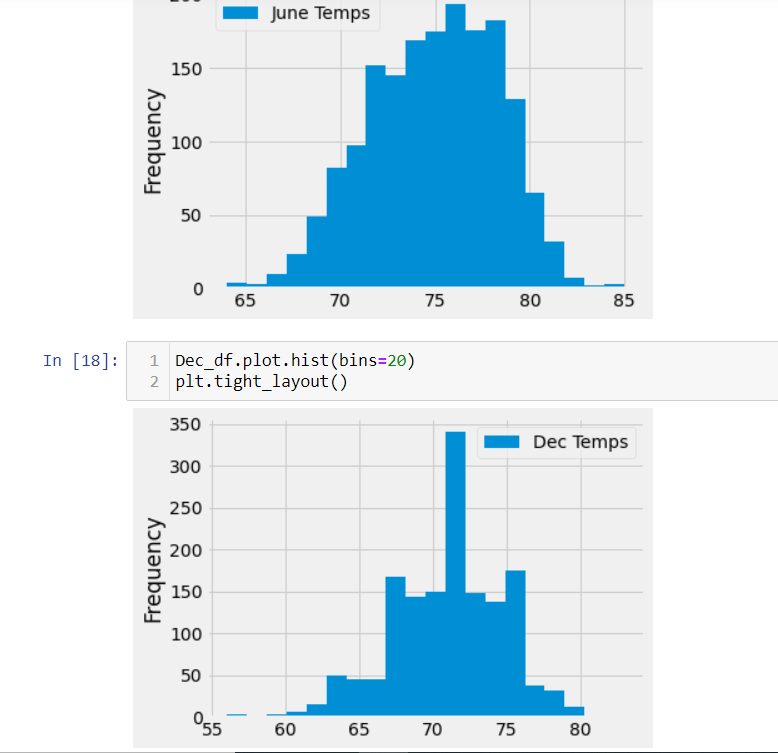 June Temps
150
100
50
0
Frequency
65 70 75 80 85
In [18]:
1 Dec_df.plot.hist(bins=20)
2 plt.tight_layout()
350
300
250
200
150
100
50
0
Frequency
Dec Temps
55 60 65 70 75 80